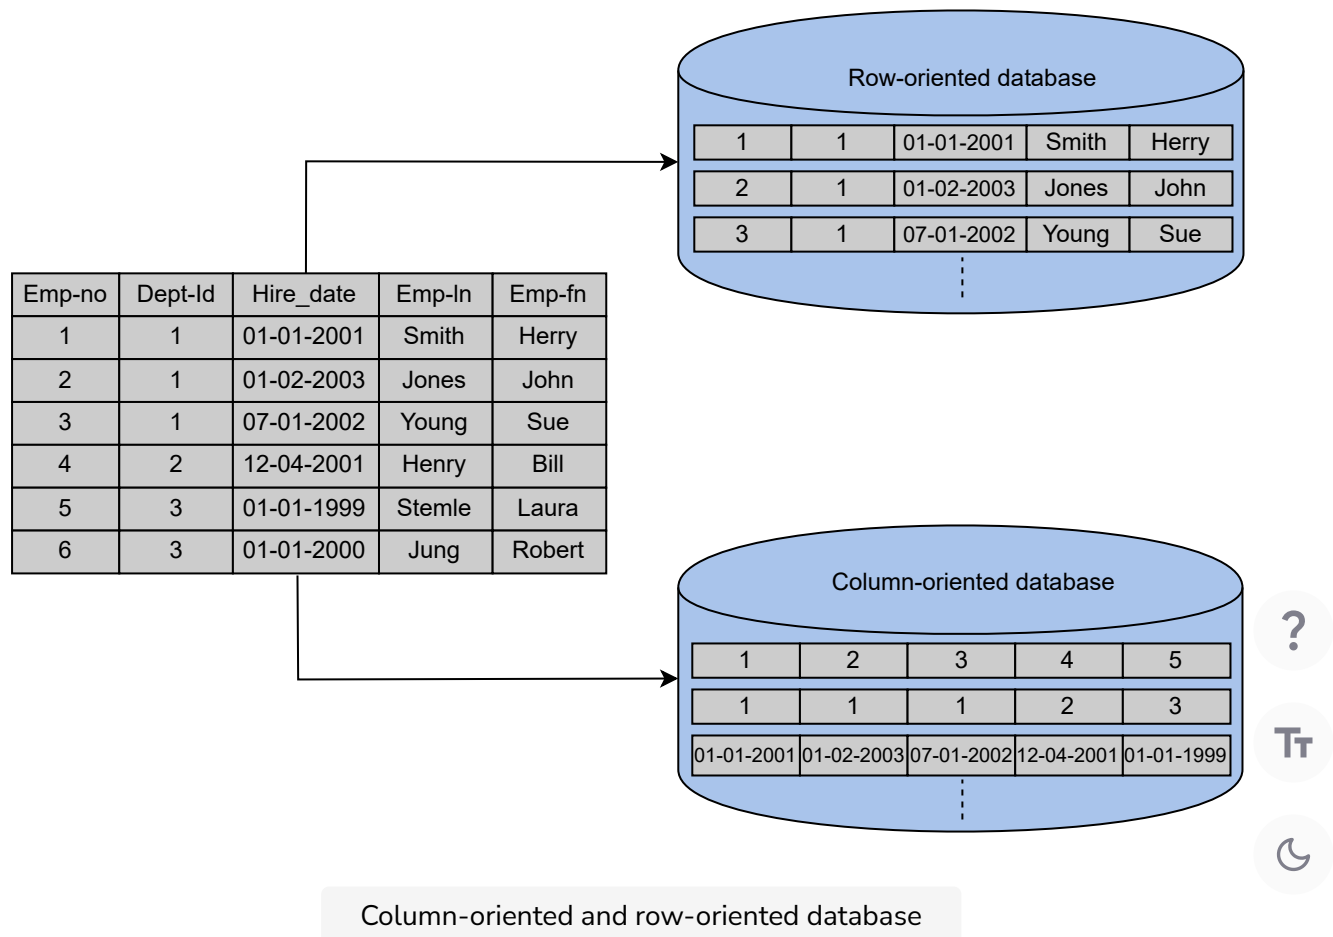 Row-oriented database
1 1 01-01-2001 Smith Herry
2 1 01-02-2003 Jones John
3 1 07-01-2002 Young Sue
Emp-no Dept-Id Hire_date Emp-ln Emp-fn
1 1 01-01-2001 Smith Herry
2 1 01-02-2003 Jones John
3 1 07-01-2002 Young Sue
4 2 12-04-2001 Henry Bill
5 3 01-01-1999 Stemle Laura
6 3 01-01-2000 Jung Robert
Column-oriented database
1 2 3 4 5
1 1 1 2 3
01-01-2001 01-02-2003 07-01-2002 12-04-2001 01-01-1999
?
TT
Column-oriented and row-oriented database